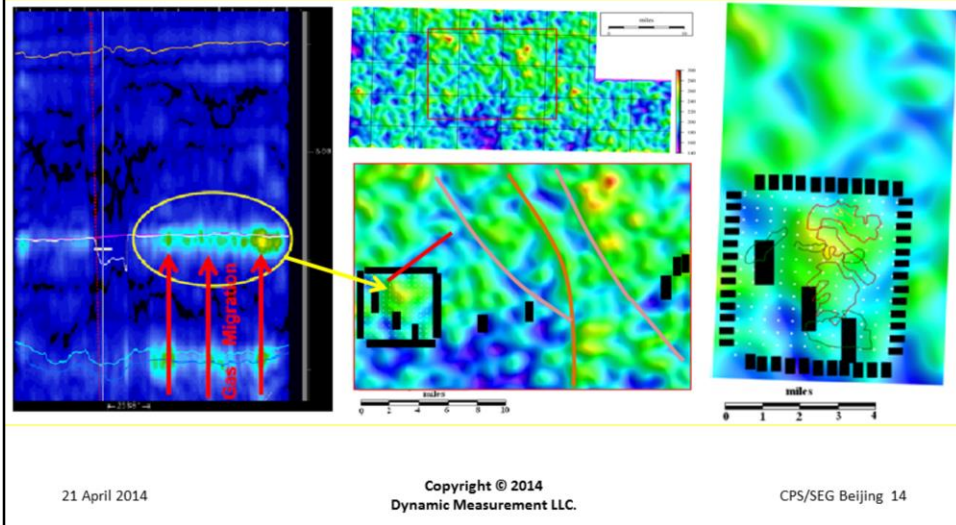 Gas Migration
miles
miles
0 2 4 6 8 10
miles
0 1 2 3 4
21 April 2014
Copyright © 2014
Dynamic Measurement LLC.
CPS/SEG Beijing 14